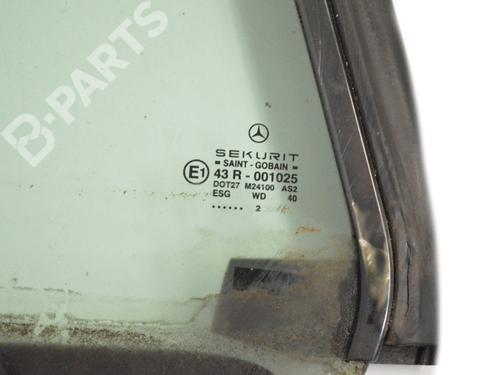 B-PARTS
SEKURIT
= SAINT - GOBAIN =
E1 43 R - 001025
DOT27 M24100 AS2
ESG WD 40
...... 2